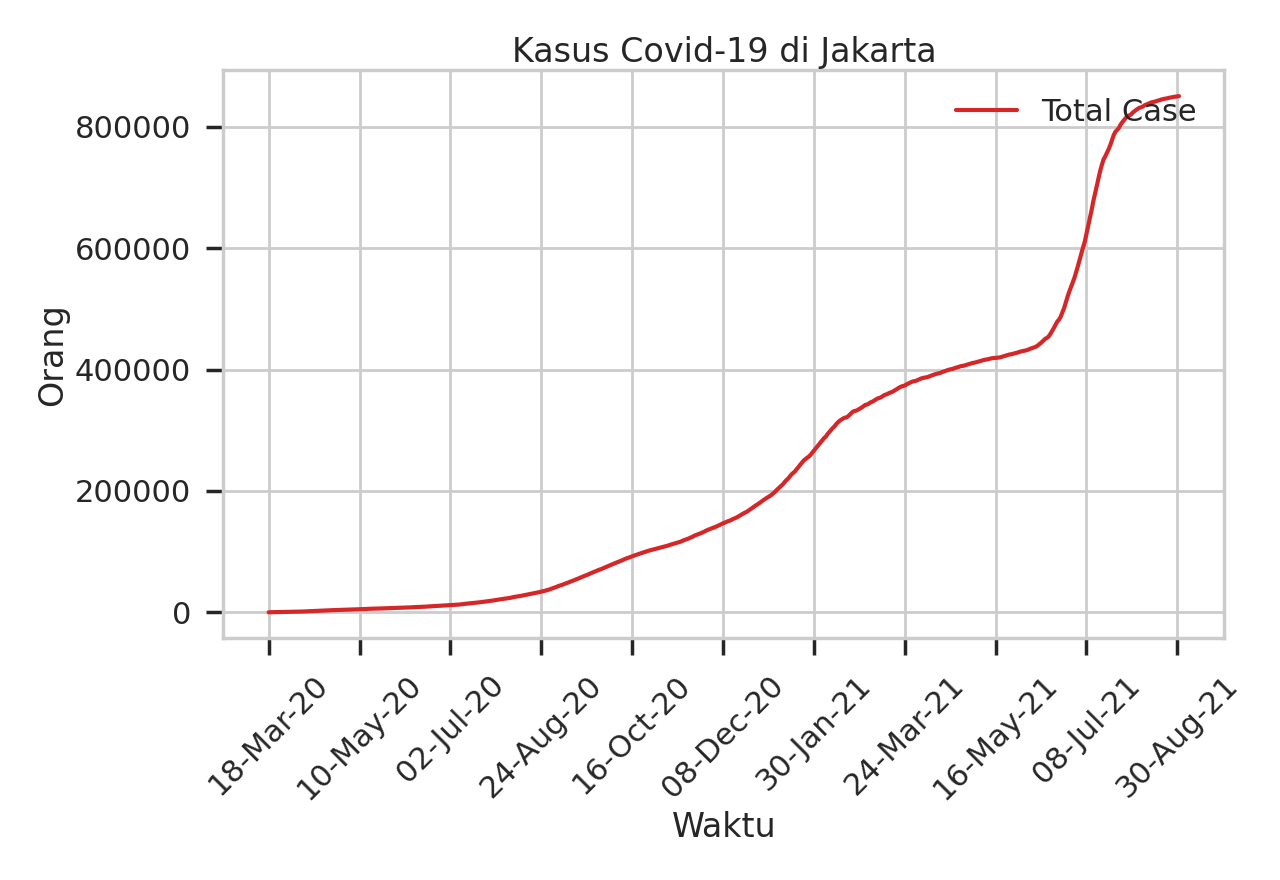 Kasus Covid-19 di Jakarta
Total Case
Orang
800000
600000
400000
200000
0
18-Mar-20
10-May-20
02-Jul-20
24-Aug-20
16-Oct-20
08-Dec-20
30-Jan-21
24-Mar-21
16-May-21
08-Jul-21
30-Aug-21
Waktu